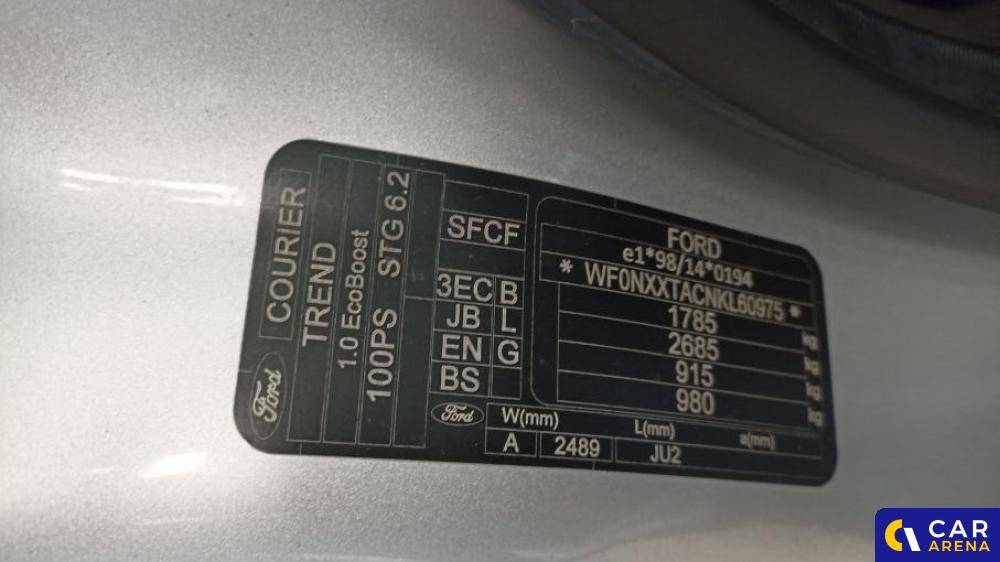 Ford
COURIER
TREND
1.0 EcoBoost
100PS STG 6.2
SFCF
3EC B
JB L
EN G
BS
Ford
FORD
e1*98/14*0194
* WF0NXXTACNKL60975 *
1785 kg
2685 kg
915 kg
980 kg
W(mm) L(mm) a(mm)
A 2489 JU2
CAR
ARENA